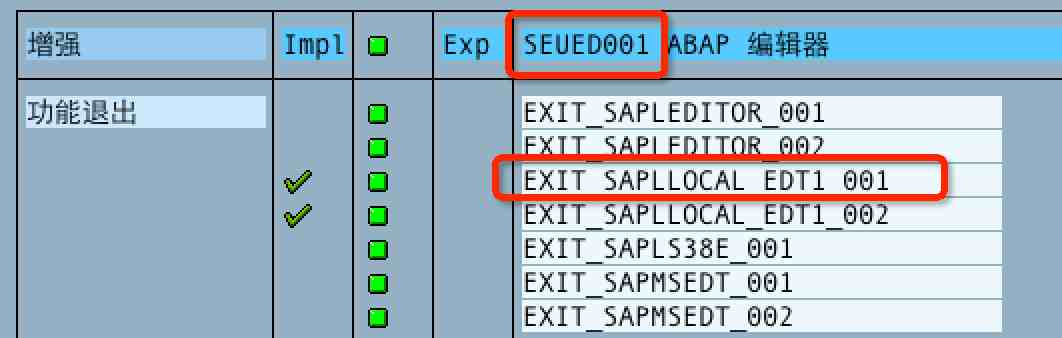 增强 Impl Exp SEUED001 ABAP 编辑器
功能退出 EXIT_SAPLEDITOR_001
EXIT_SAPLEDITOR_002
EXIT_SAPLLOCAL_EDT1_001
EXIT_SAPLLOCAL_EDT1_002
EXIT_SAPLS38E_001
EXIT_SAPMSEDT_001
EXIT_SAPMSEDT_002